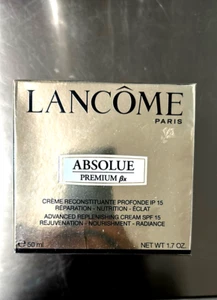 LANCÔME
PARIS
ABSOLUE
PREMIUM βx
CRÈME RECONSTITUANTE PROFONDE IP 15
RÉPARATION - NUTRITION - ÉCLAT
ADVANCED REPLENISHING CREAM SPF 15
REJUVENATION - NOURISHMENT - RADIANCE
e 50 ml NET WT 1.7 OZ.